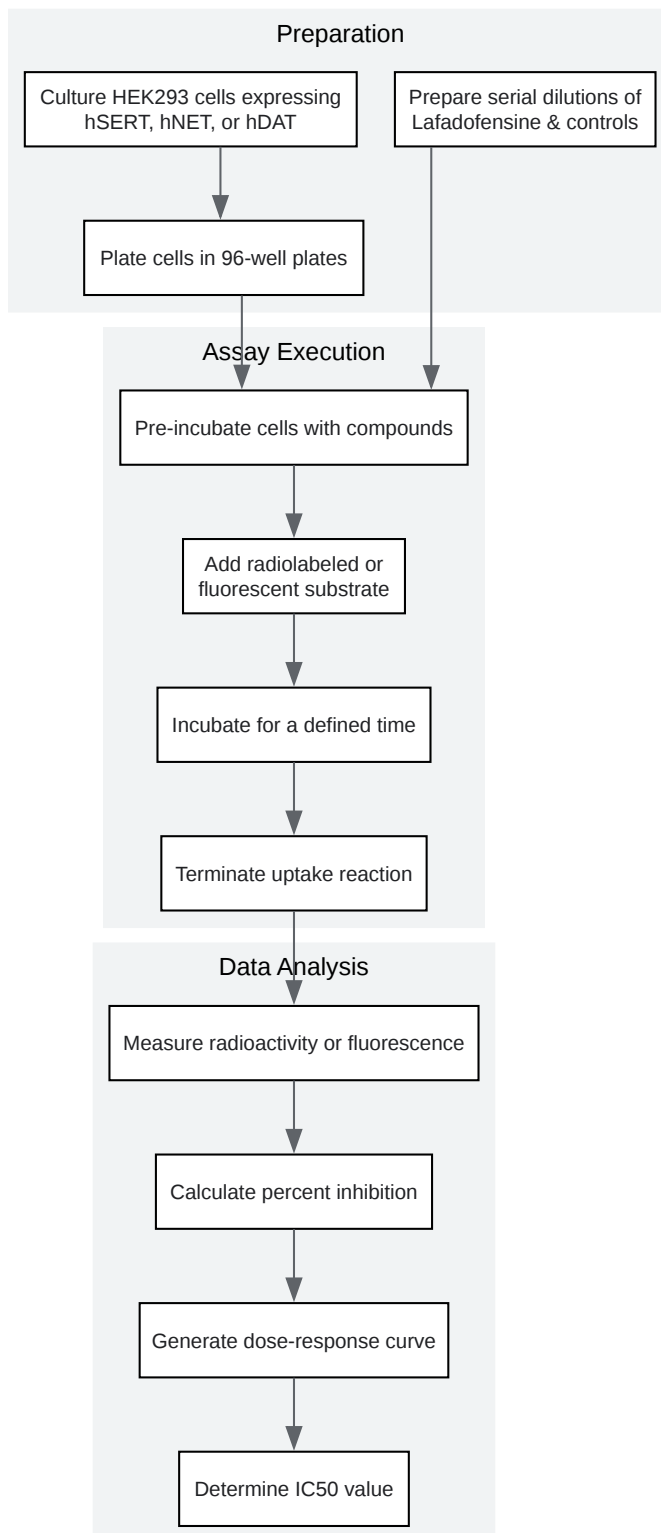 Preparation
Culture HEK293 cells expressing
hSERT, hNET, or hDAT
Prepare serial dilutions of
Lafadofensine & controls
Plate cells in 96-well plates
Assay Execution
Pre-incubate cells with compounds
Add radiolabeled or
fluorescent substrate
Incubate for a defined time
Terminate uptake reaction
Data Analysis
Measure radioactivity or fluorescence
Calculate percent inhibition
Generate dose-response curve
Determine IC50 value